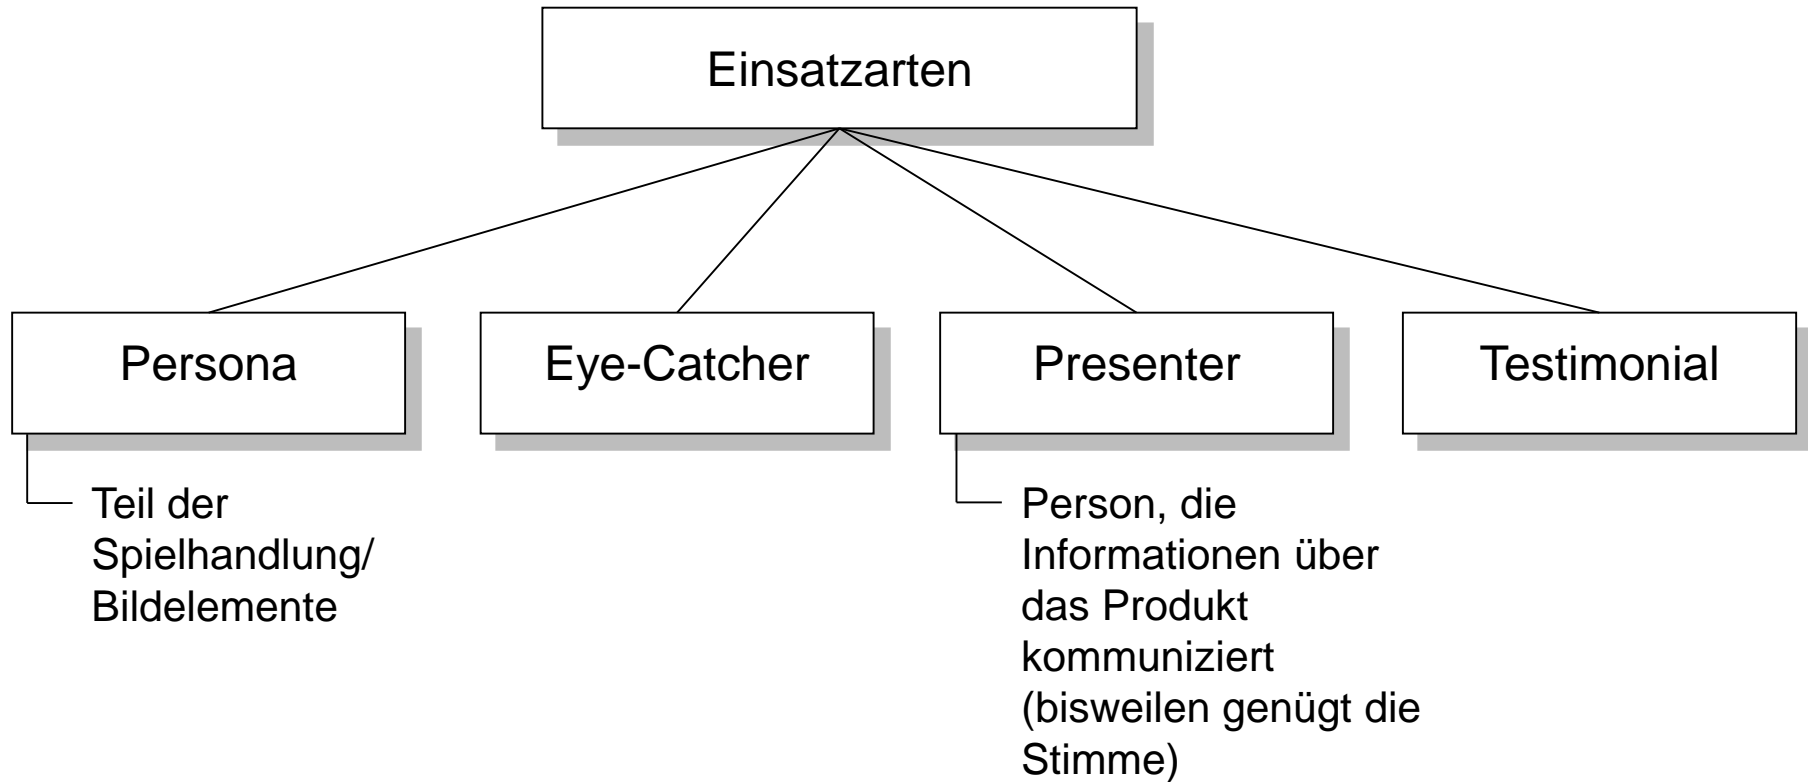 Einsatzarten
Persona
Eye-Catcher
Presenter
Testimonial
Teil der
Spielhandlung/
Bildelemente
Person, die
Informationen über
das Produkt
kommuniziert
(bisweilen genügt die
Stimme)